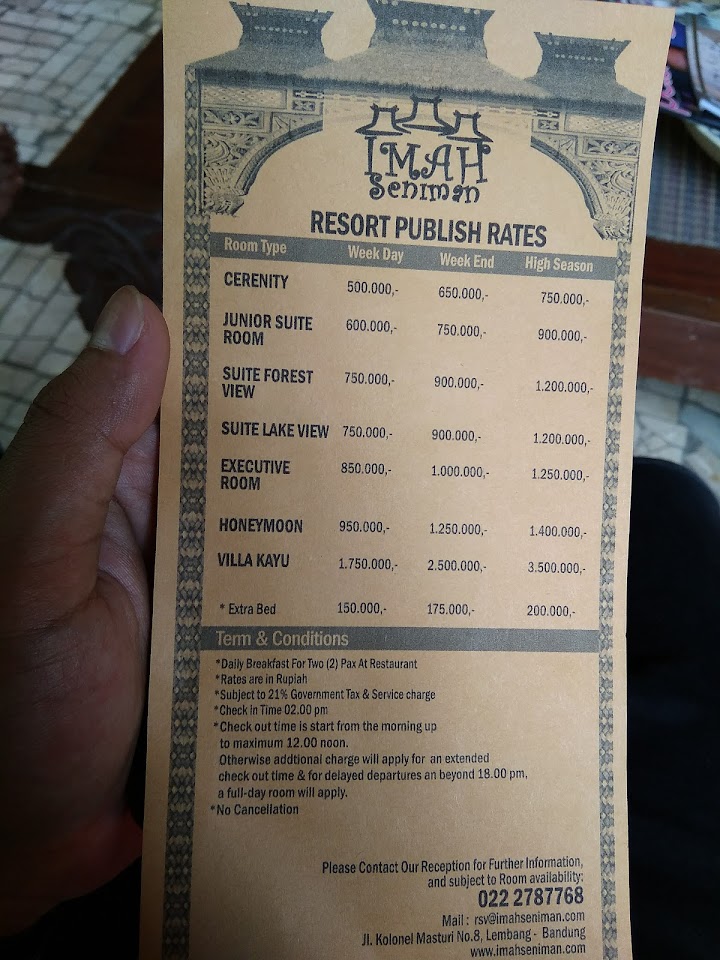 IMAH
Seniman
RESORT PUBLISH RATES
Room Type Week Day Week End High Season
CERENITY 500.000,- 650.000,- 750.000,-
JUNIOR SUITE
ROOM 600.000,- 750.000,- 900.000,-
SUITE FOREST
VIEW 750.000,- 900.000,- 1.200.000,-
SUITE LAKE VIEW 750.000,- 900.000,- 1.200.000,-
EXECUTIVE
ROOM 850.000,- 1.000.000,- 1.250.000,-
HONEYMOON 950.000,- 1.250.000,- 1.400.000,-
VILLA KAYU 1.750.000,- 2.500.000,- 3.500.000,-
* Extra Bed 150.000,- 175.000,- 200.000,-
Term & Conditions
*Daily Breakfast For Two (2) Pax At Restaurant
*Rates are in Rupiah
*Subject to 21% Government Tax & Service charge
*Check In Time 02.00 pm
*Check out time is start from the morning up
to maximum 12.00 noon.
Otherwise addtional charge will apply for an extended
check out time & for delayed departures an beyond 18.00 pm,
a full-day room will apply.
*No Cancellation
Please Contact Our Reception for Further Information,
and subject to Room availability:
022 2787768
Mail : rsv@imahseniman.com
Jl. Kolonel Masturi No.8, Lembang - Bandung
www.imahseniman.com